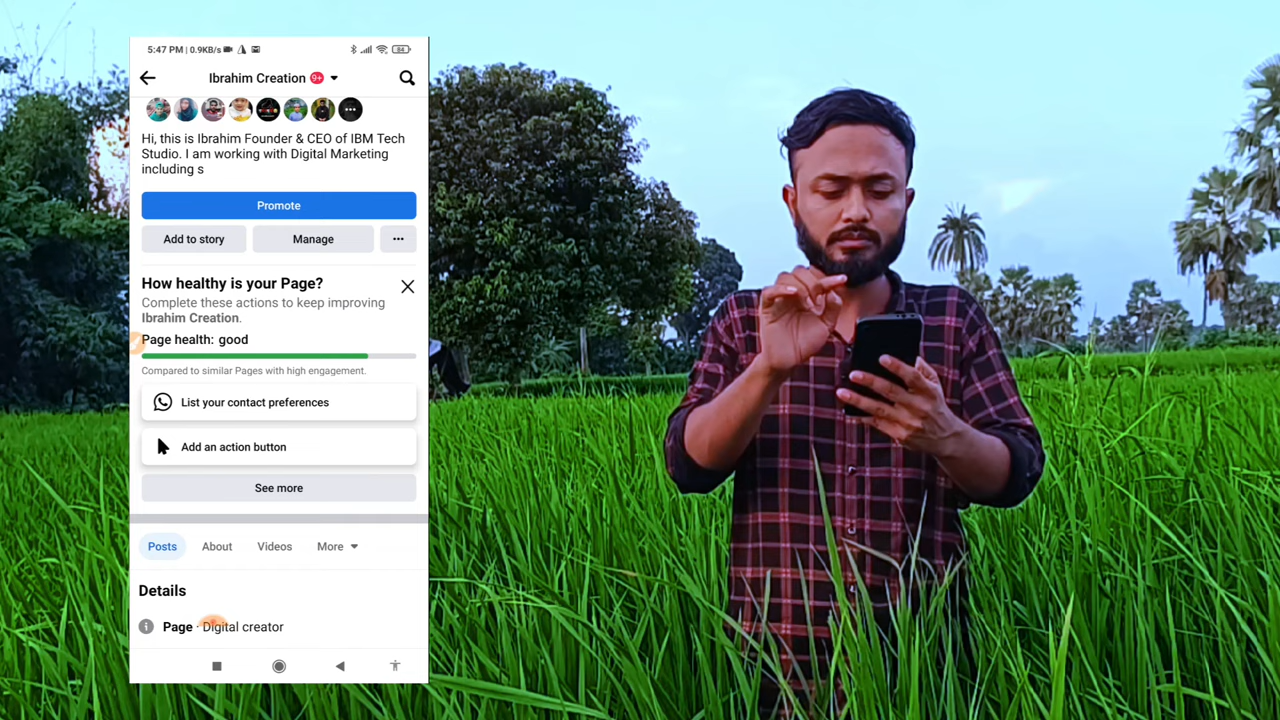 5:47 PM | 0.9KB/s 84
Ibrahim Creation 9+
Hi, this is Ibrahim Founder & CEO of IBM Tech
Studio. I am working with Digital Marketing
including s
Promote
Add to story Manage ...
How healthy is your Page?
Complete these actions to keep improving
Ibrahim Creation.
Page health: good
Compared to similar Pages with high engagement.
List your contact preferences
Add an action button
See more
Posts About Videos More
Details
Page · Digital creator